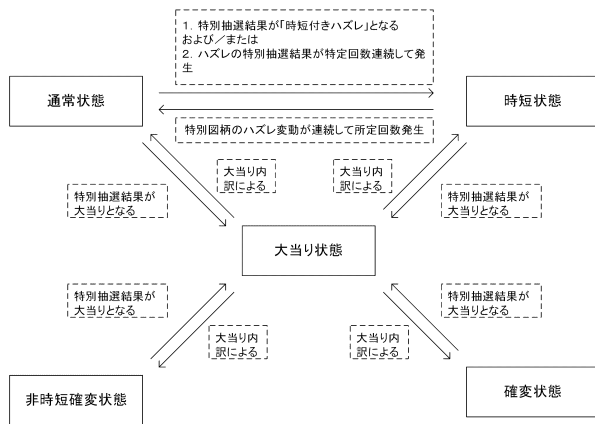 1. 特別抽選結果が「時短付きハズレ」となる
および／または
2. ハズレの特別抽選結果が特定回数連続して発
生
通常状態
時短状態
特別図柄のハズレ変動が連続して所定回数発生
大当り内
訳による
大当り内
訳による
特別抽選結果が
大当りとなる
特別抽選結果が
大当りとなる
大当り状態
特別抽選結果が
大当りとなる
特別抽選結果が
大当りとなる
大当り内
訳による
大当り内
訳による
非時短確変状態
確変状態